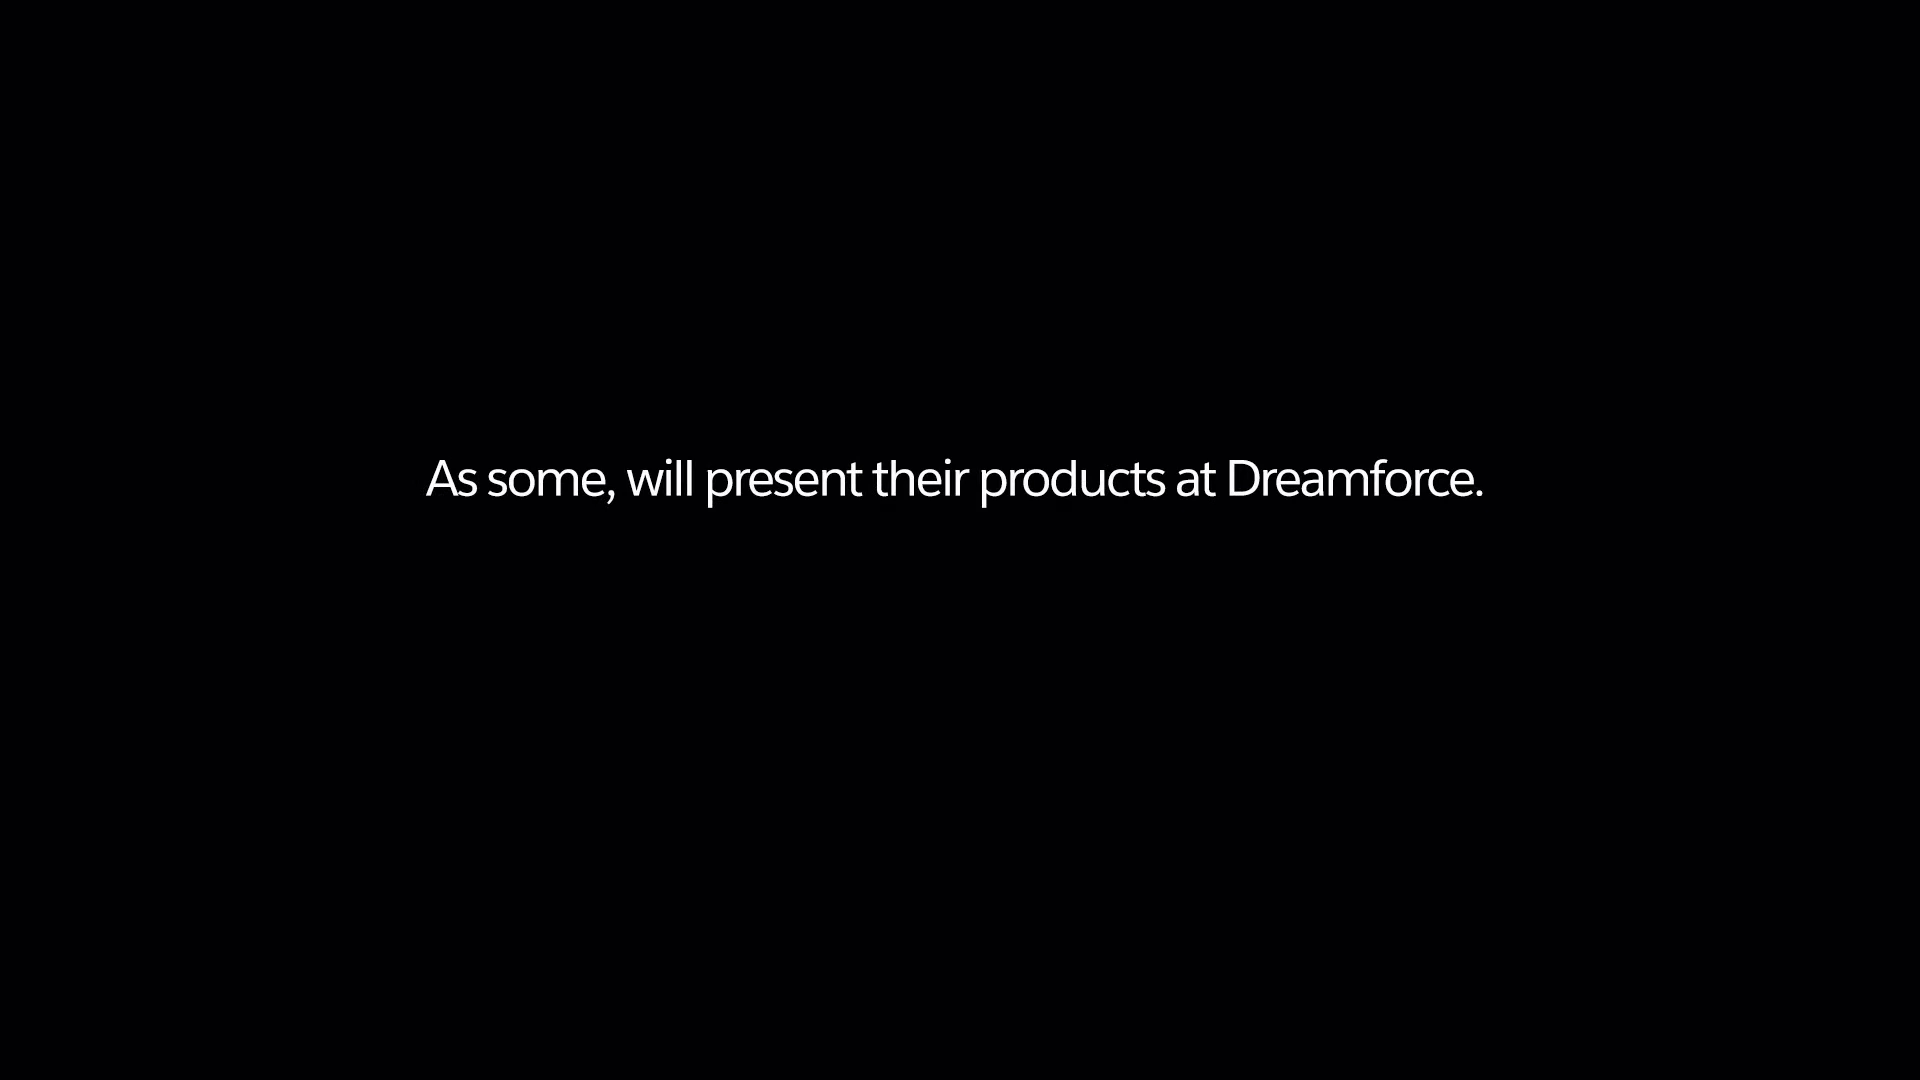 As some, will present their products at Dreamforce.